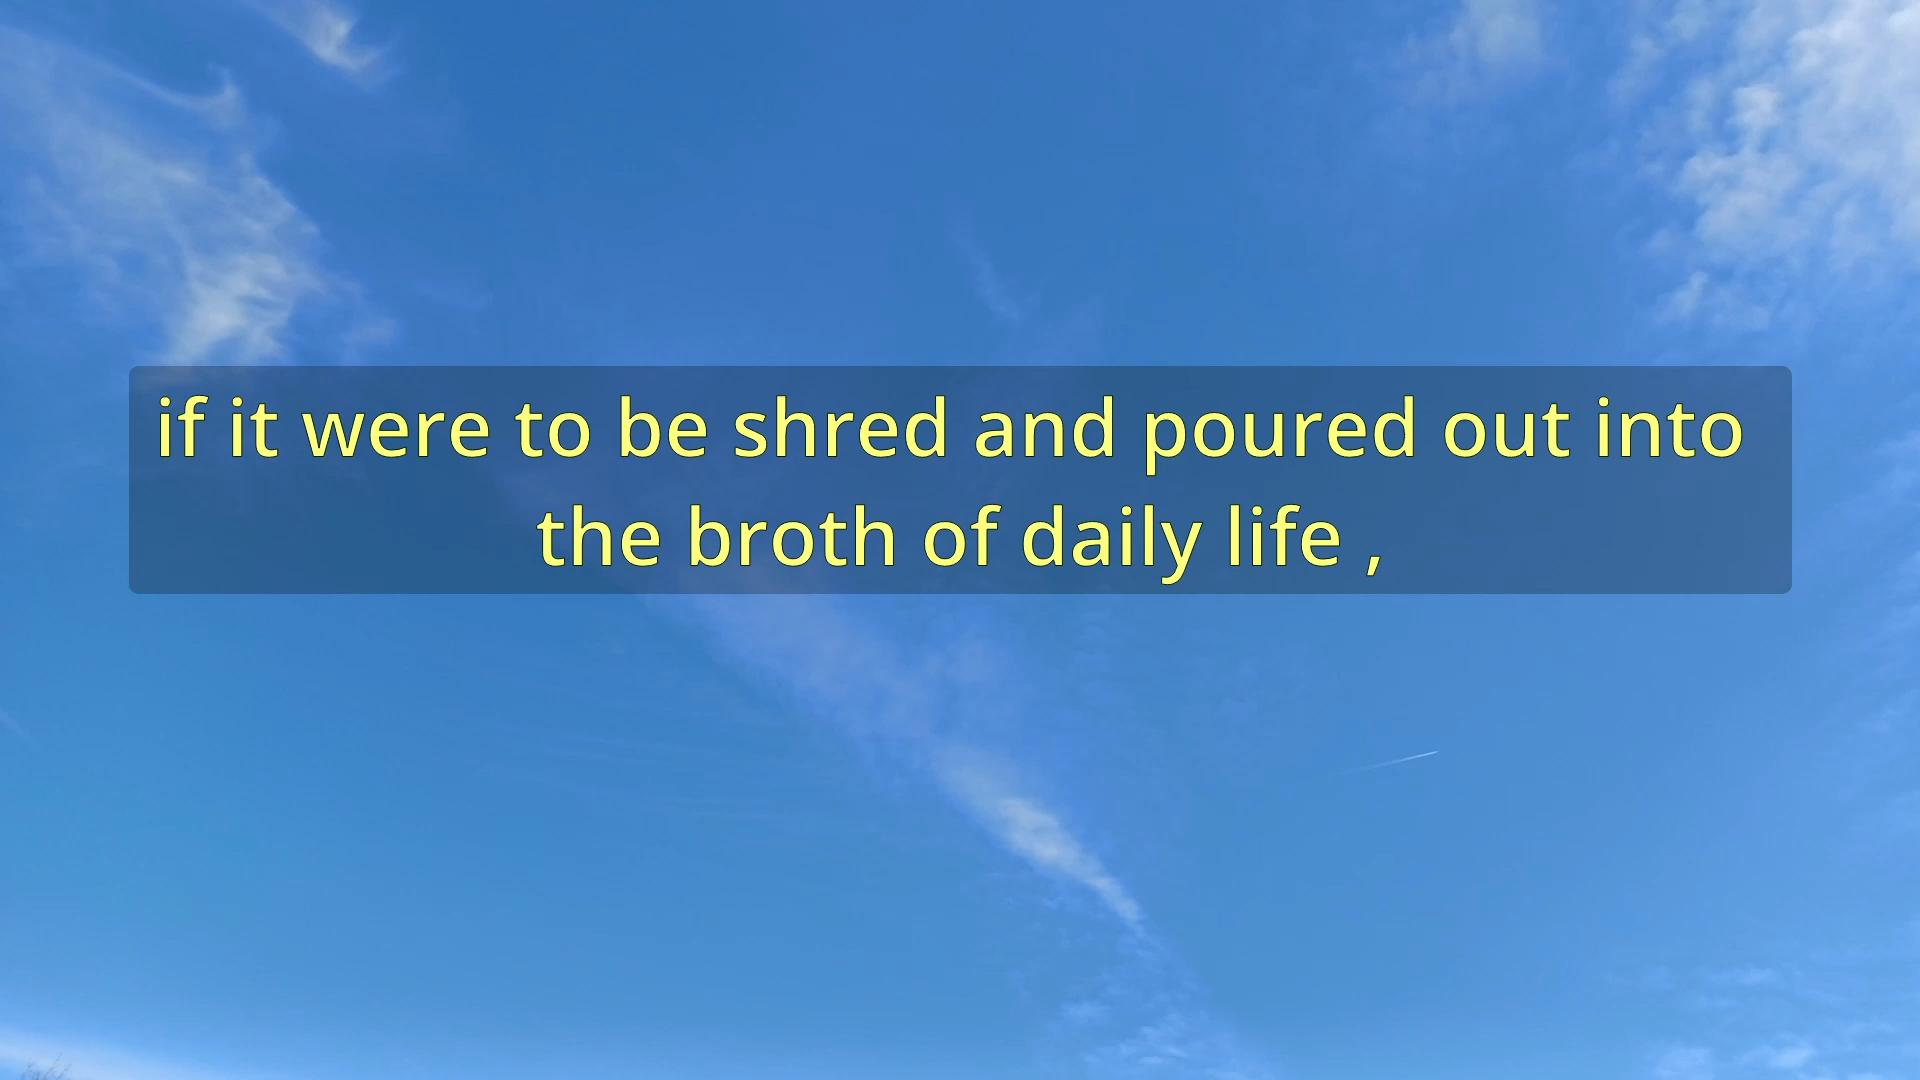 if it were to be shred and poured out into
the broth of daily life ,